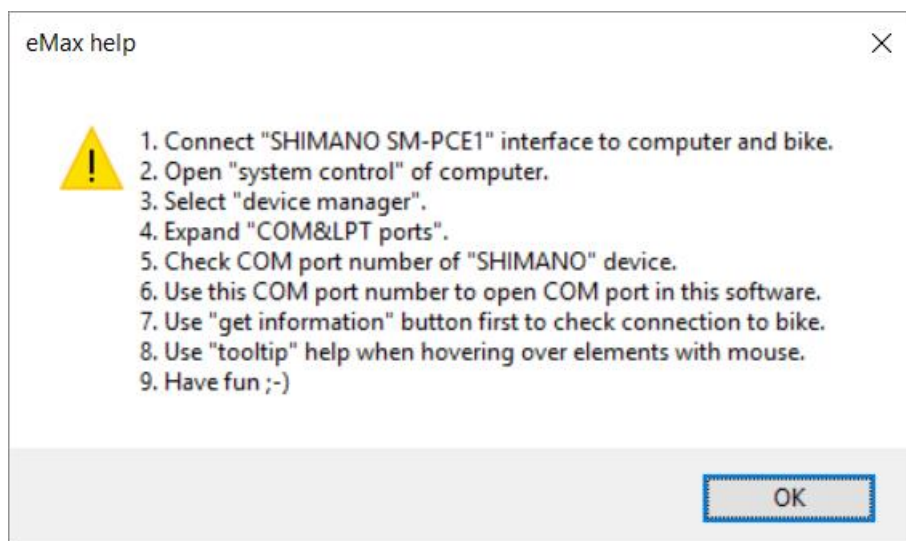 eMax help
1. Connect "SHIMANO SM-PCE1" interface to computer and bike.
2. Open "system control" of computer.
3. Select "device manager".
4. Expand "COM&LPT ports".
5. Check COM port number of "SHIMANO" device.
6. Use this COM port number to open COM port in this software.
7. Use "get information" button first to check connection to bike.
8. Use "tooltip" help when hovering over elements with mouse.
9. Have fun ;-)
OK